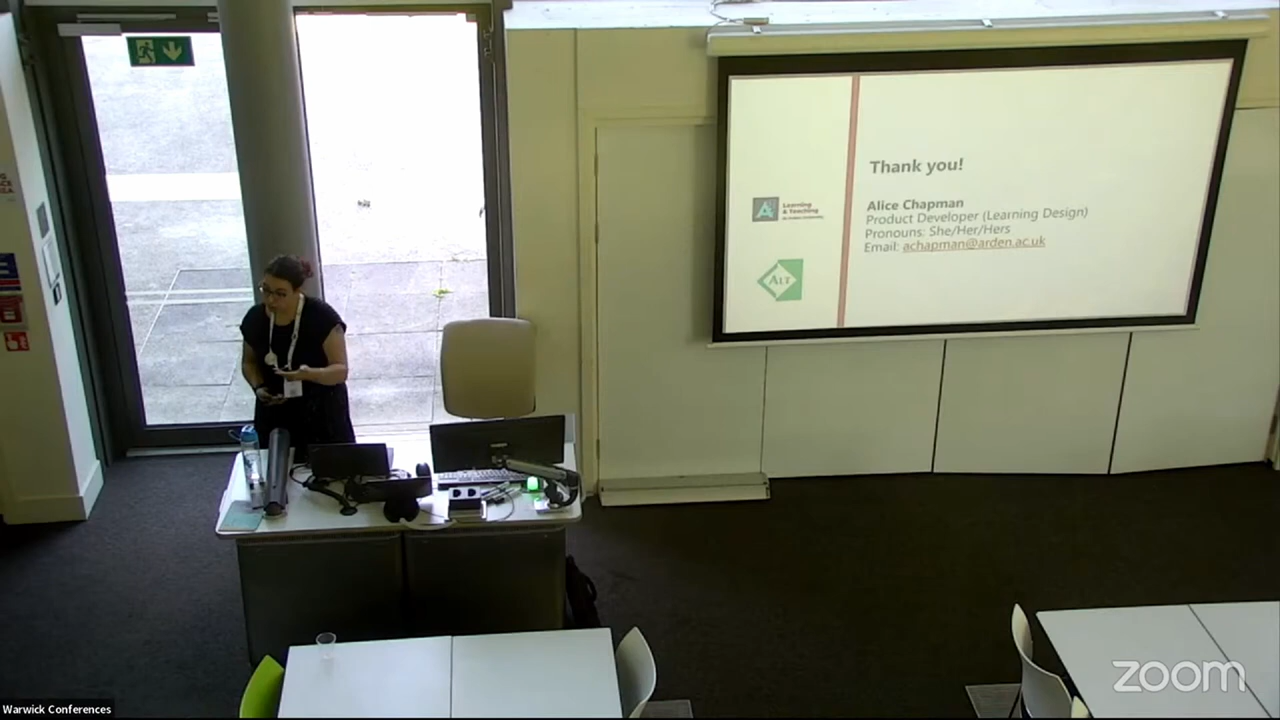 Thank you!
Alice Chapman
Product Developer (Learning Design)
Pronouns: She/Her/Hers
Email: achapman@arden.ac.uk
Learning
& Teaching
ALT
zoom
Warwick Conferences